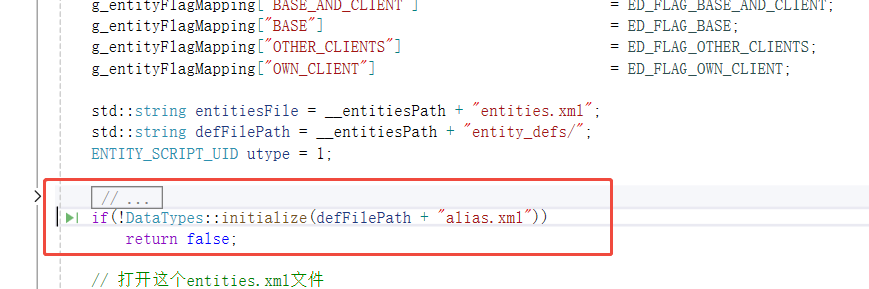 g_entityFlagMapping["BASE_AND_CLIENT"] = ED_FLAG_BASE_AND_CLIENT;
g_entityFlagMapping["BASE"] = ED_FLAG_BASE;
g_entityFlagMapping["OTHER_CLIENTS"] = ED_FLAG_OTHER_CLIENTS;
g_entityFlagMapping["OWN_CLIENT"] = ED_FLAG_OWN_CLIENT;
std::string entitiesFile = __entitiesPath + "entities.xml";
std::string defFilePath = __entitiesPath + "entity_defs/";
ENTITY_SCRIPT_UID utype = 1;
// ...
if(!DataTypes::initialize(defFilePath + "alias.xml"))
return false;
// 打开这个entities.xml文件